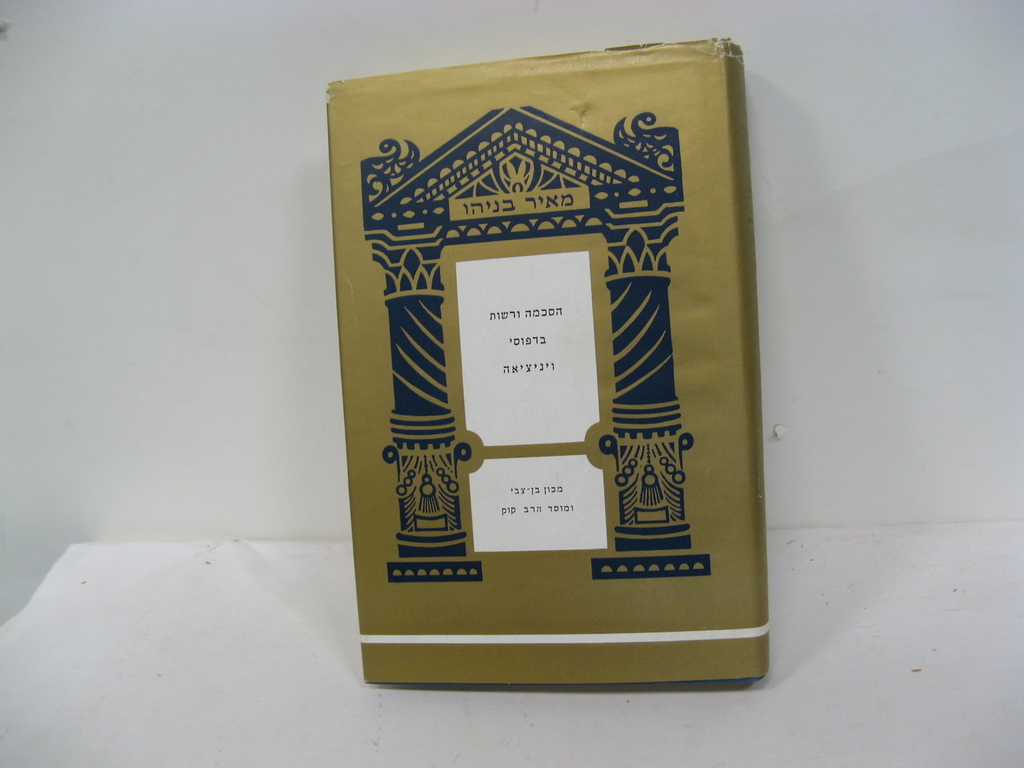 מאיר בניהו
הסכמה ורשות
בדפוסי
ויניציאה
מכון בן־צבי
ומוסד הרב קוק